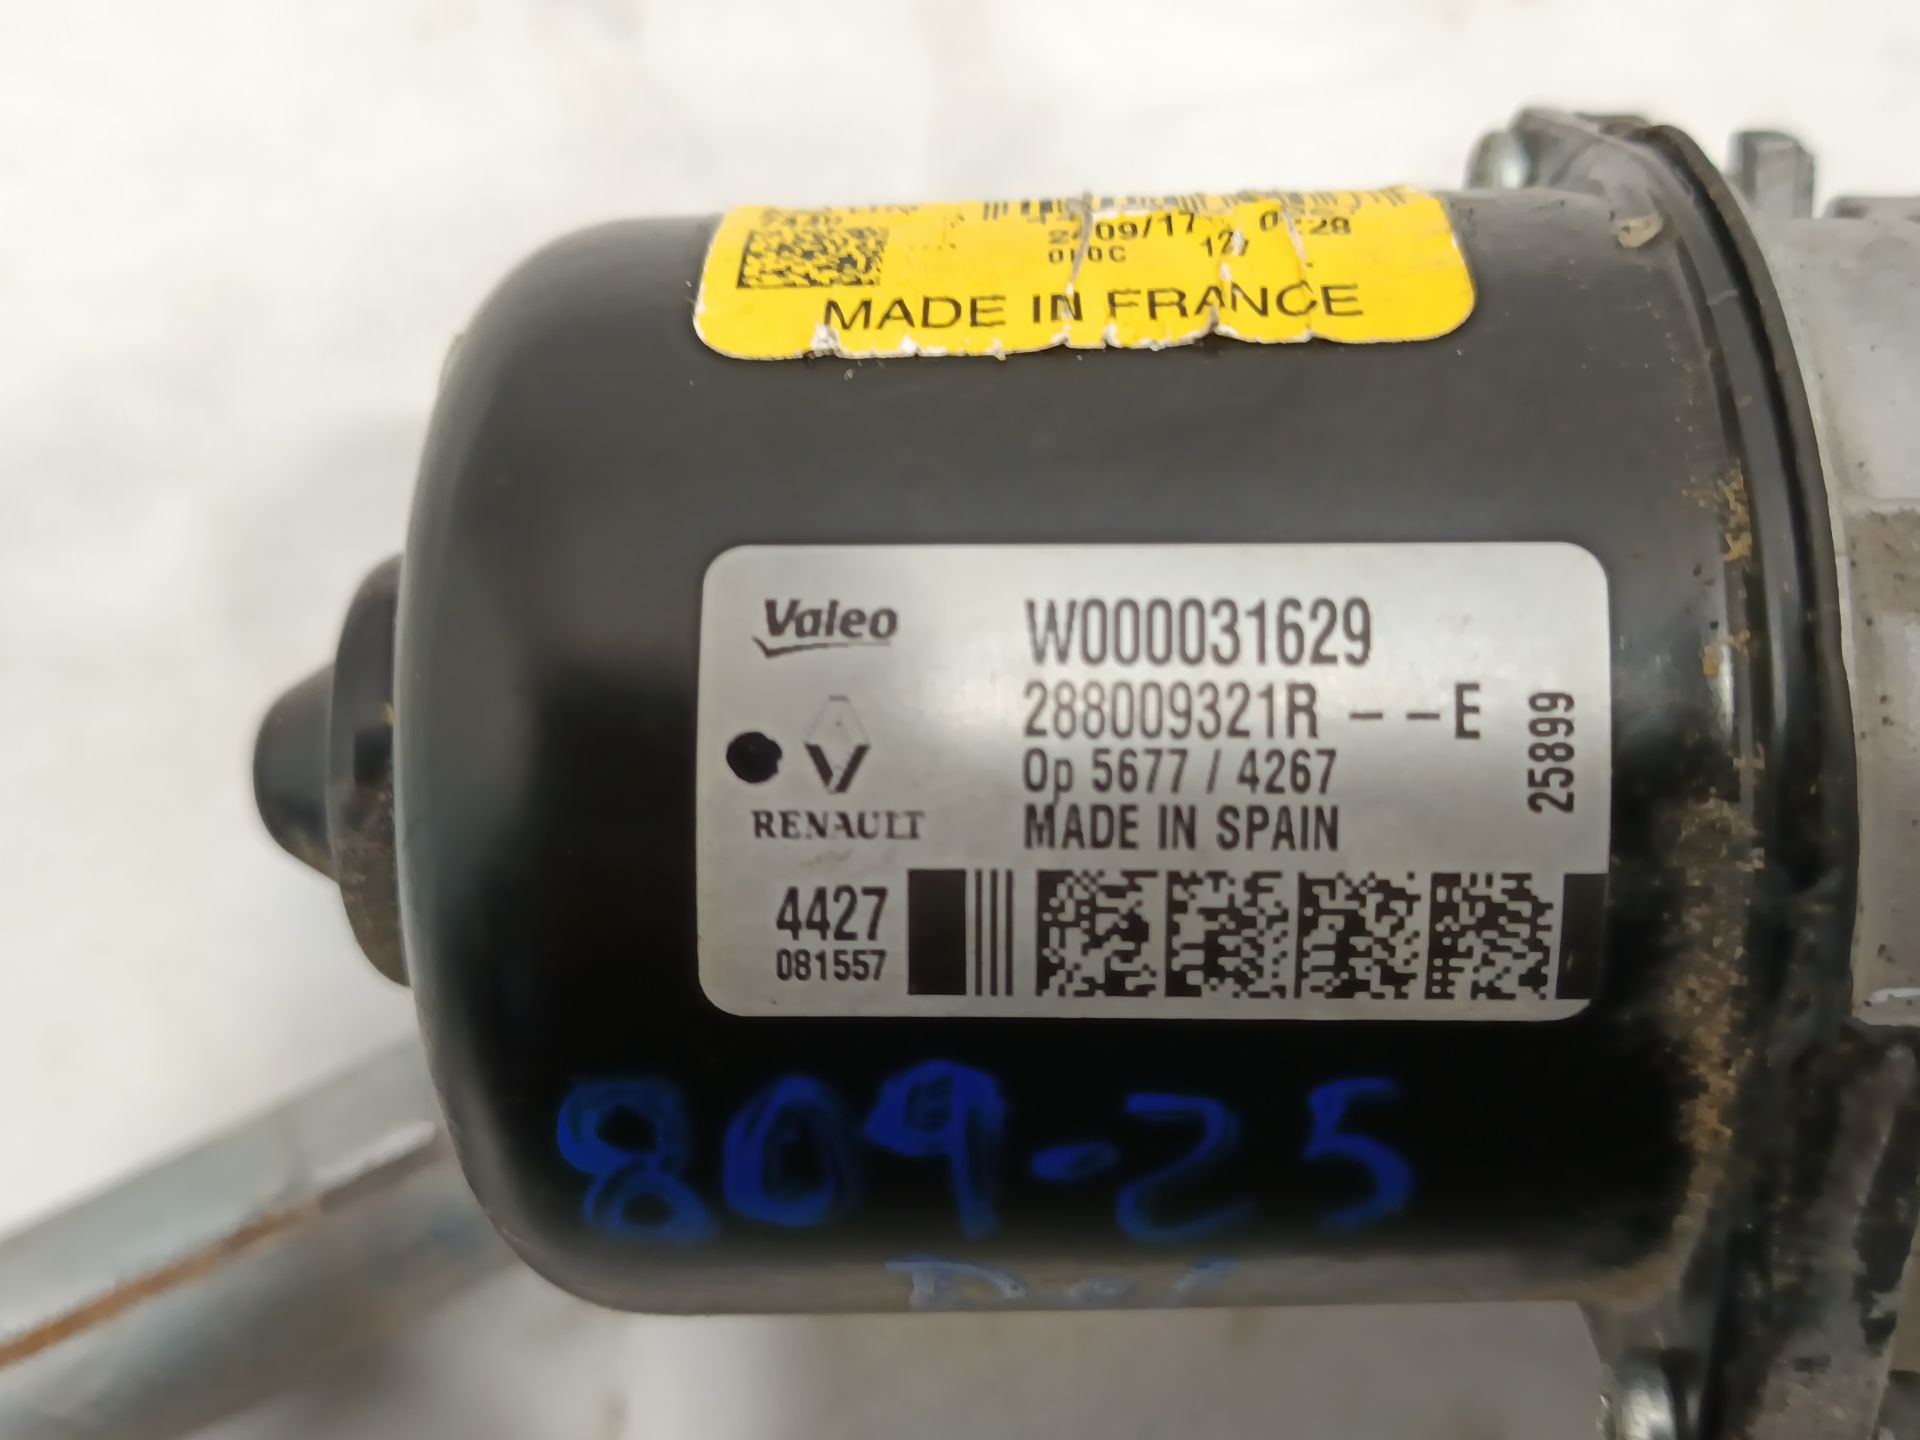 MADE IN FRANCE
Valeo
W000031629
288009321R - - E
Op 5677 / 4267
MADE IN SPAIN
25899
RENAULT
4427
081557
809-25